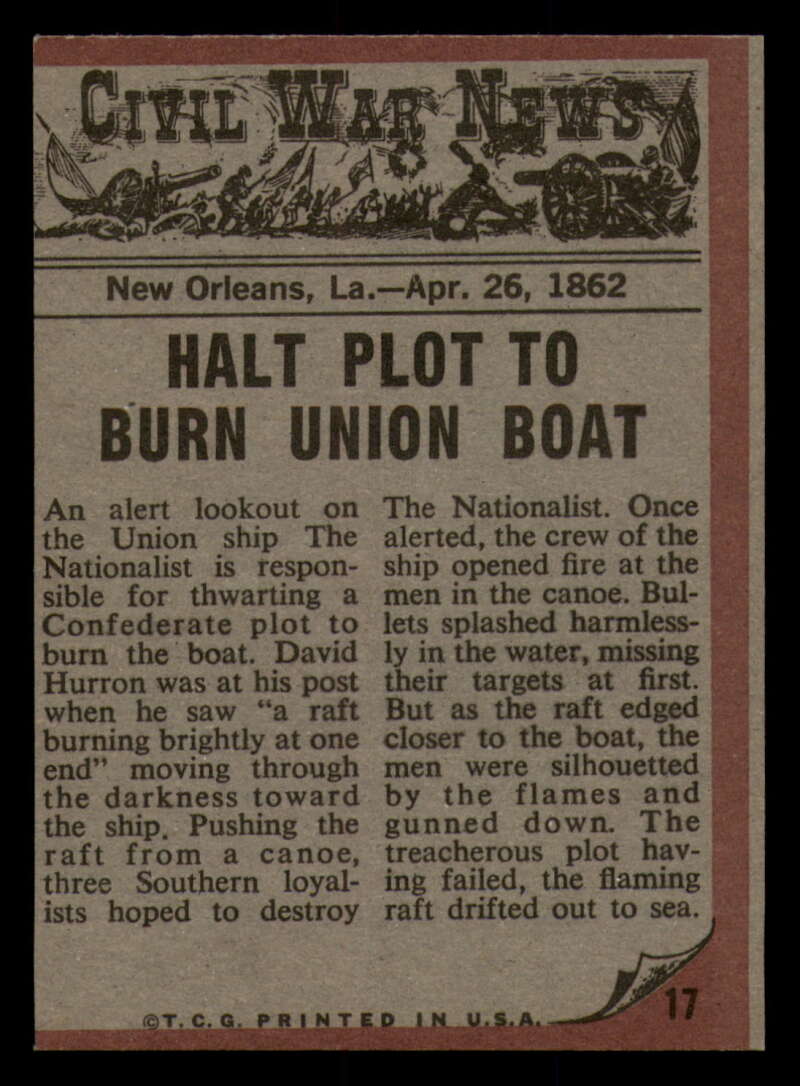 CIVIL WAR NEWS
New Orleans, La.—Apr. 26, 1862
HALT PLOT TO
BURN UNION BOAT
An alert lookout on
the Union ship The
Nationalist is respon-
sible for thwarting a
Confederate plot to
burn the boat. David
Hurron was at his post
when he saw "a raft
burning brightly at one
end" moving through
the darkness toward
the ship. Pushing the
raft from a canoe,
three Southern loyal-
ists hoped to destroy
The Nationalist. Once
alerted, the crew of the
ship opened fire at the
men in the canoe. Bul-
lets splashed harmless-
ly in the water, missing
their targets at first.
But as the raft edged
closer to the boat, the
men were silhouetted
by the flames and
gunned down. The
treacherous plot hav-
ing failed, the flaming
raft drifted out to sea.
©T. C. G. PRINTED IN U.S.A.
17